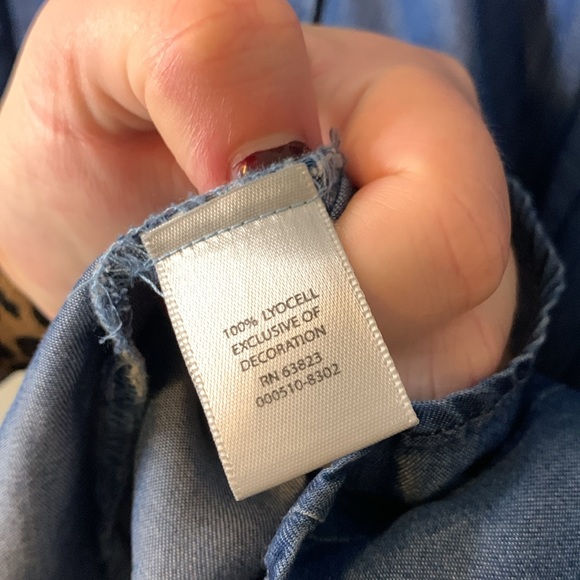 100% LYOCELL
EXCLUSIVE OF
DECORATION
RN 63823
000510-8302